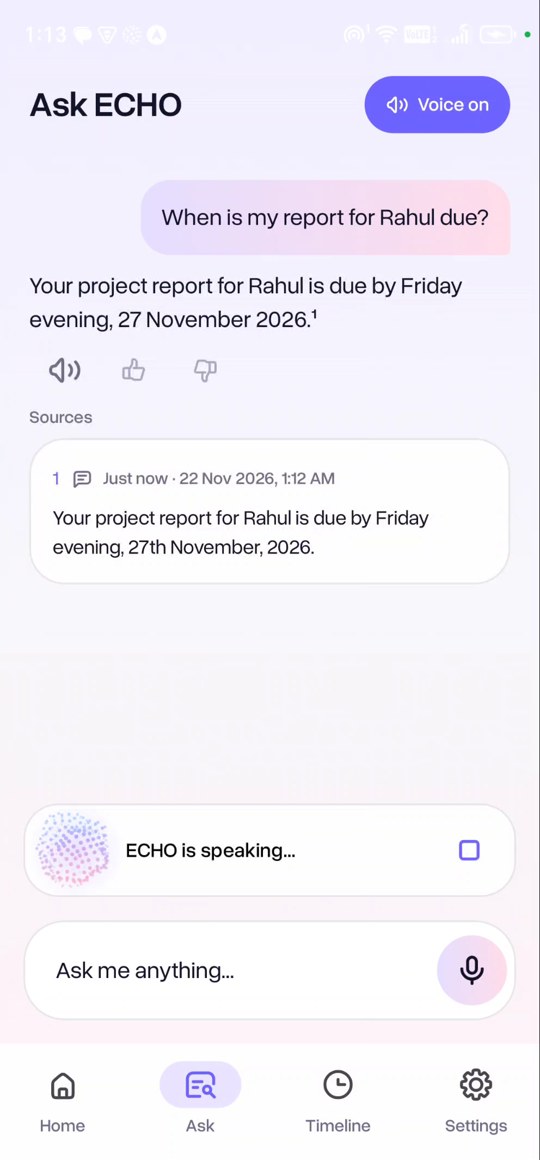 1:13
Ask ECHO
Voice on
When is my report for Rahul due?
Your project report for Rahul is due by Friday
evening, 27 November 2026.¹
Sources
1 Just now · 22 Nov 2026, 1:12 AM
Your project report for Rahul is due by Friday
evening, 27th November, 2026.
ECHO is speaking...
Ask me anything...
Home
Ask
Timeline
Settings